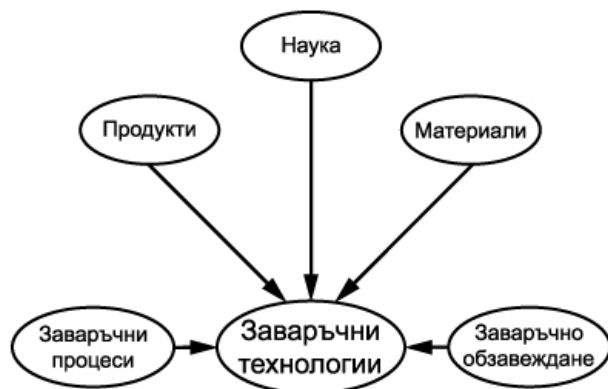 Наука
Продукти
Материали
Заваръчни
процеси
Заваръчни
технологии
Заваръчно
обзавеждане